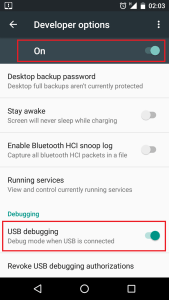 02:03
Developer options
On
Desktop backup password
Desktop full backups aren't currently protected
Stay awake
Screen will never sleep while charging
Enable Bluetooth HCI snoop log
Capture all bluetooth HCI packets in a file
Running services
View and control currently running services
Debugging
USB debugging
Debug mode when USB is connected
Revoke USB debugging authorizations